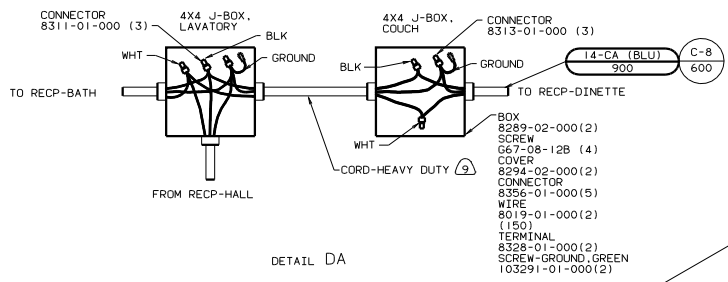 CONNECTOR
8311-01-000 (3)
4X4 J-BOX,
LAVATORY
BLK
WHT
GROUND
TO RECP-BATH
FROM RECP-HALL
4X4 J-BOX,
COUCH
CONNECTOR
8313-01-000 (3)
BLK
GROUND
WHT
14-CA (BLU)
900
C-8
600
TO RECP-DINETTE
CORD-HEAVY DUTY 9
BOX
8289-02-000(2)
SCREW
G67-08-12B (4)
COVER
8294-02-000(2)
CONNECTOR
8356-01-000(5)
WIRE
8019-01-000(2)
(150)
TERMINAL
8328-01-000(2)
SCREW-GROUND,GREEN
103291-01-000(2)
DETAIL DA